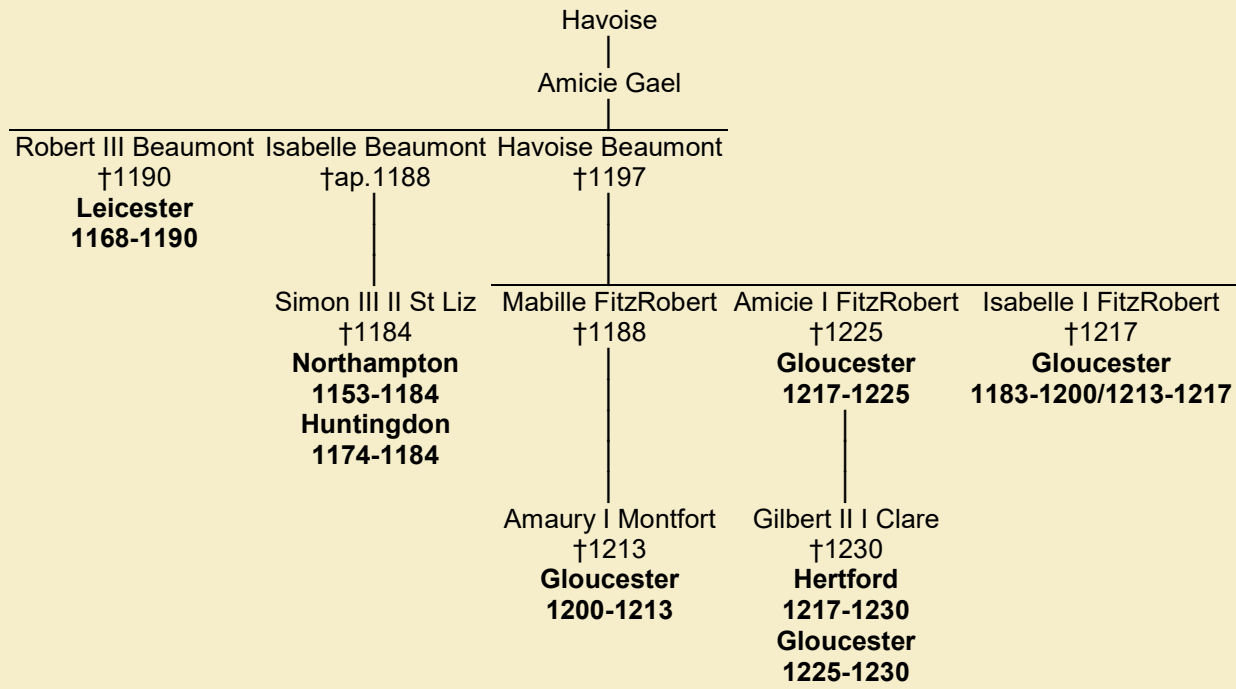 Havoise
Amicie Gael
Robert III Beaumont Isabelle Beaumont Havoise Beaumont
†1190 †ap.1188 †1197
Leicester
1168-1190
Simon III II St Liz Mabille FitzRobert Amicie I FitzRobert Isabelle I FitzRobert
†1184 †1188 †1225 †1217
Northampton Gloucester Gloucester
1153-1184 1217-1225 1183-1200/1213-1217
Huntingdon
1174-1184
Amaury I Montfort Gilbert II I Clare
†1213 †1230
Gloucester Hertford
1200-1213 1217-1230
Gloucester
1225-1230